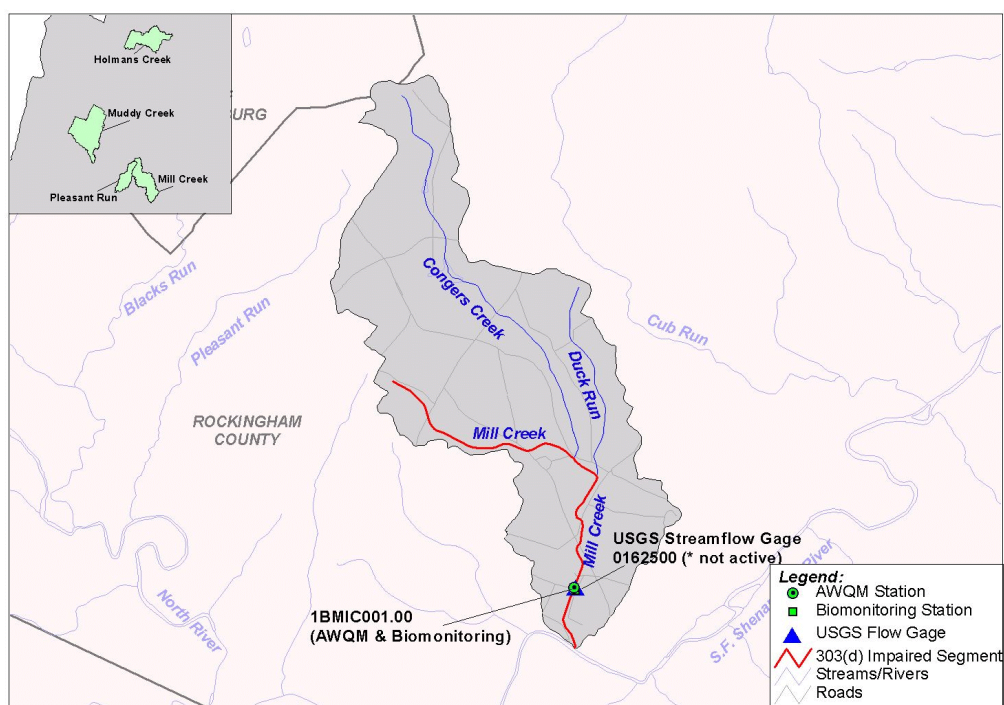 Holmans Creek
Muddy Creek
Mill Creek
Pleasant Run
BURG
Blacks Run
Pleasant Run
Congers Creek
Cub Run
Duck Run
ROCKINGHAM
COUNTY
Mill Creek
Mill Creek
USGS Streamflow Gage
0162500 (* not active)
North River
S.F. Shenan River
1BMIC001.00
(AWQM & Biomonitoring)
Legend:
AWQM Station
Biomonitoring Station
USGS Flow Gage
303(d) Impaired Segment
Streams/Rivers
Roads